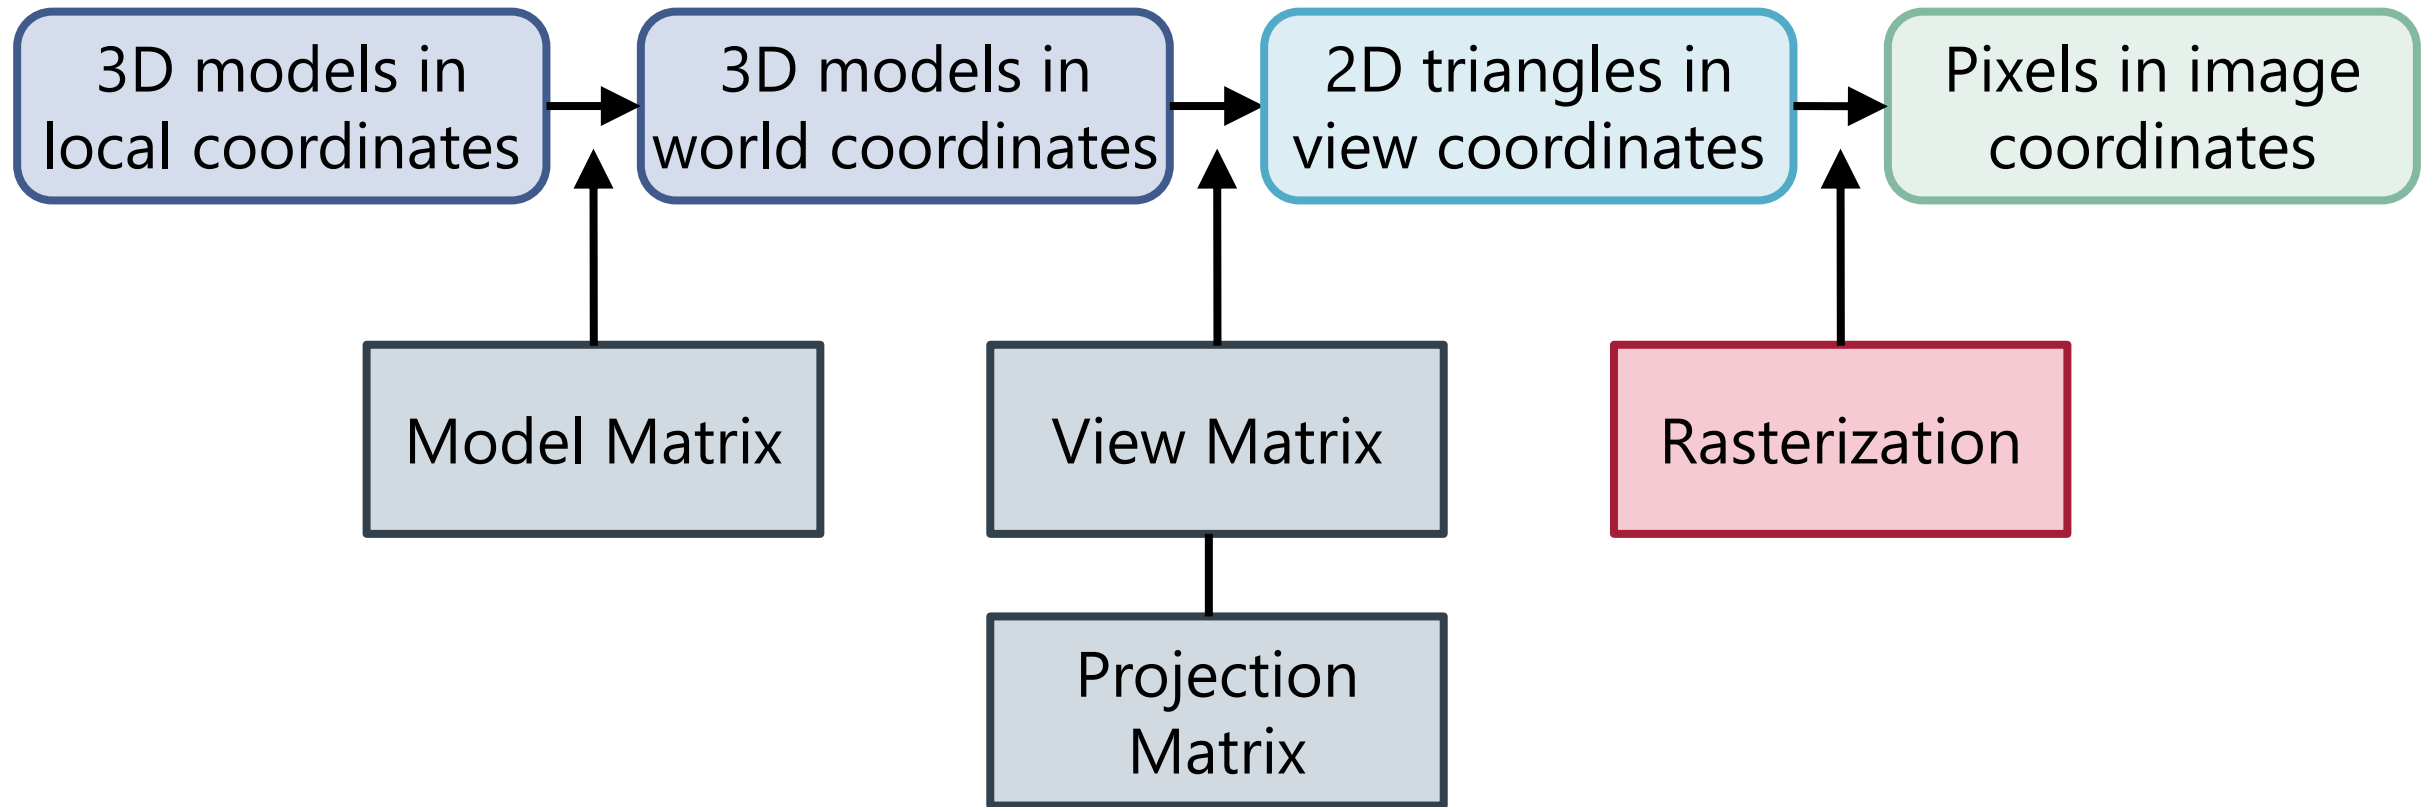 3D models in
local coordinates
3D models in
world coordinates
2D triangles in
view coordinates
Pixels in image
coordinates
Model Matrix
View Matrix
Rasterization
Projection
Matrix